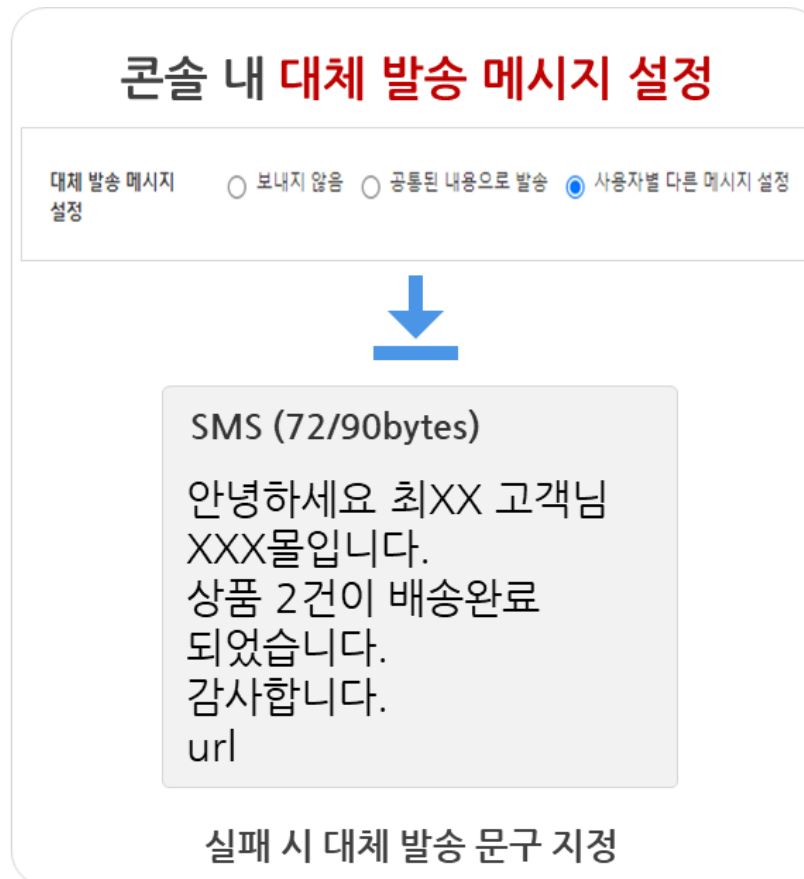 콘솔 내 대체 발송 메시지 설정
대체 발송 메시지
설정
보내지 않음 공통된 내용으로 발송 사용자별 다른 메시지 설정
SMS (72/90bytes)
안녕하세요 최XX 고객님
XXX몰입니다.
상품 2건이 배송완료
되었습니다.
감사합니다.
url
실패 시 대체 발송 문구 지정